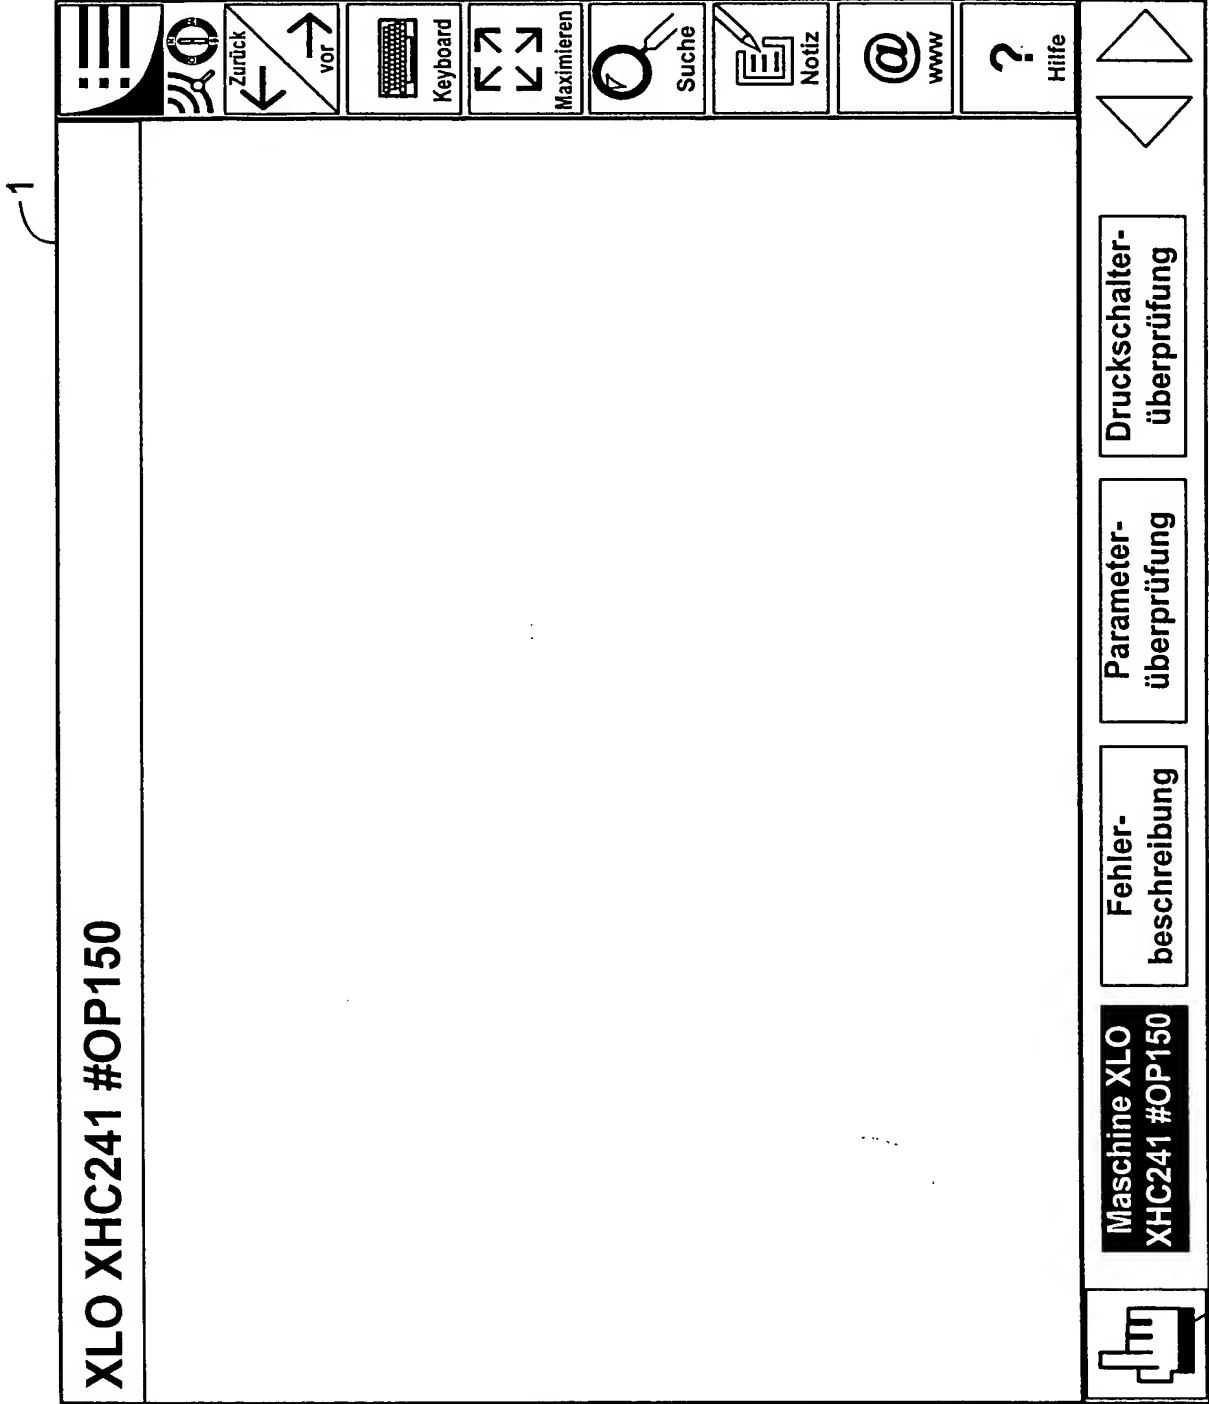 1
XLO XHC241 #OP150
Zurück
vor
Keyboard
Maximieren
Suche
Notiz
@
www
?
Hilfe
Maschine XLO
XHC241 #OP150
Fehler-
beschreibung
Parameter-
überprüfung
Druckschalter-
überprüfung